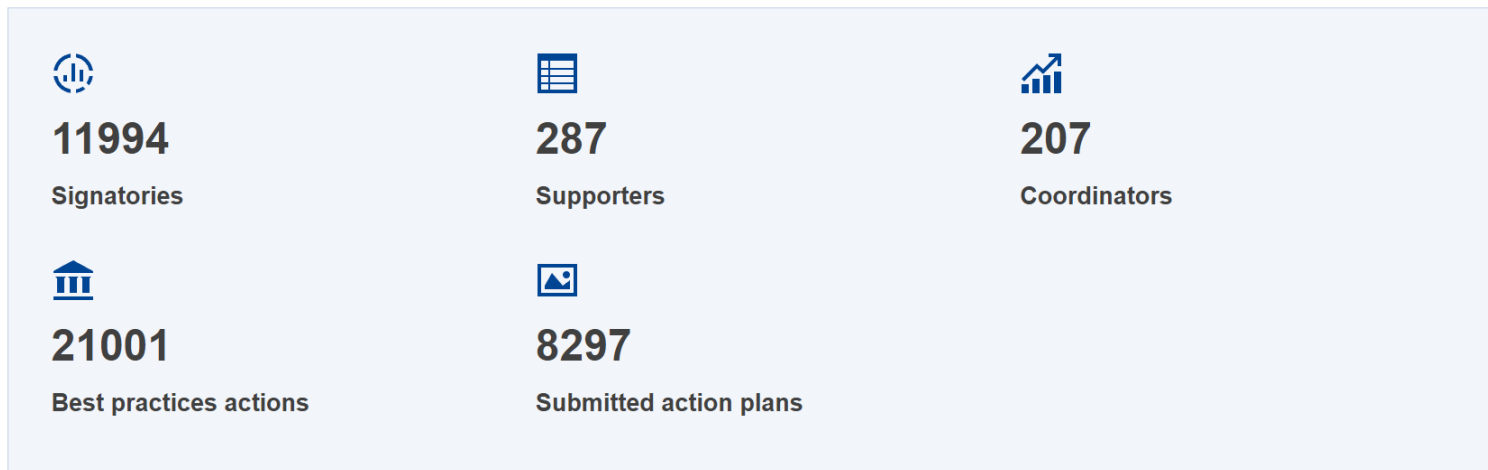 11994
287
207
Signatories
Supporters
Coordinators
21001
8297
Best practices actions
Submitted action plans